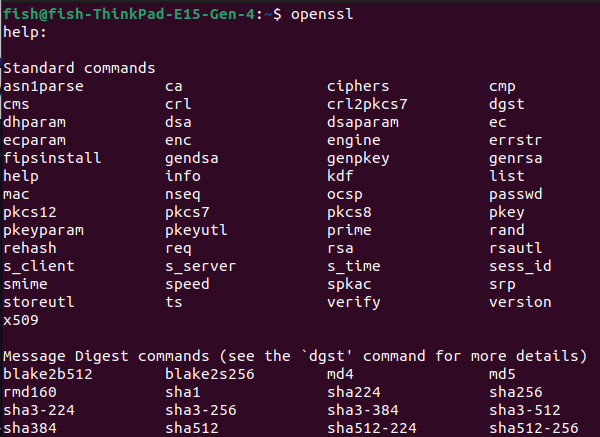 fish@fish-ThinkPad-E15-Gen-4:~$ openssl
help:

Standard commands
asn1parse         ca                ciphers           cmp
cms               crl               crl2pkcs7         dgst
dhparam           dsa               dsaparam          ec
ecparam           enc               engine            errstr
fipsinstall       gendsa            genpkey           genrsa
help              info              kdf               list
mac               nseq              ocsp              passwd
pkcs12            pkcs7             pkcs8             pkey
pkeyparam         pkeyutl           prime             rand
rehash            req               rsa               rsautl
s_client          s_server          s_time            sess_id
smime             speed             spkac             srp
storeutl          ts                verify            version
x509

Message Digest commands (see the `dgst' command for more details)
blake2b512        blake2s256        md4               md5
rmd160            sha1              sha224            sha256
sha3-224          sha3-256          sha3-384          sha3-512
sha384            sha512            sha512-224        sha512-256